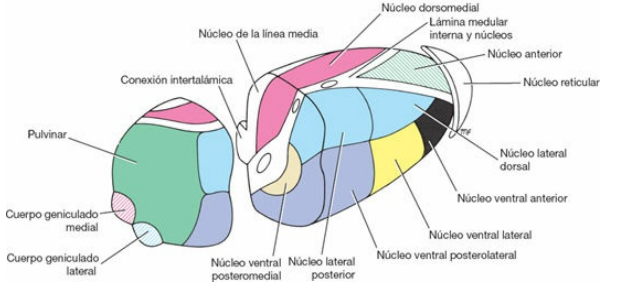 Núcleo dorsomedial
Lámina medular
interna y núcleos
Núcleo de la línea media
Núcleo anterior
Conexión intertalámica
Núcleo reticular
Pulvinar
Núcleo lateral
dorsal
Núcleo ventral anterior
Cuerpo geniculado
medial
Núcleo ventral lateral
Cuerpo geniculado
lateral
Núcleo ventral
posteromedial
Núcleo lateral
posterior
Núcleo ventral posterolateral